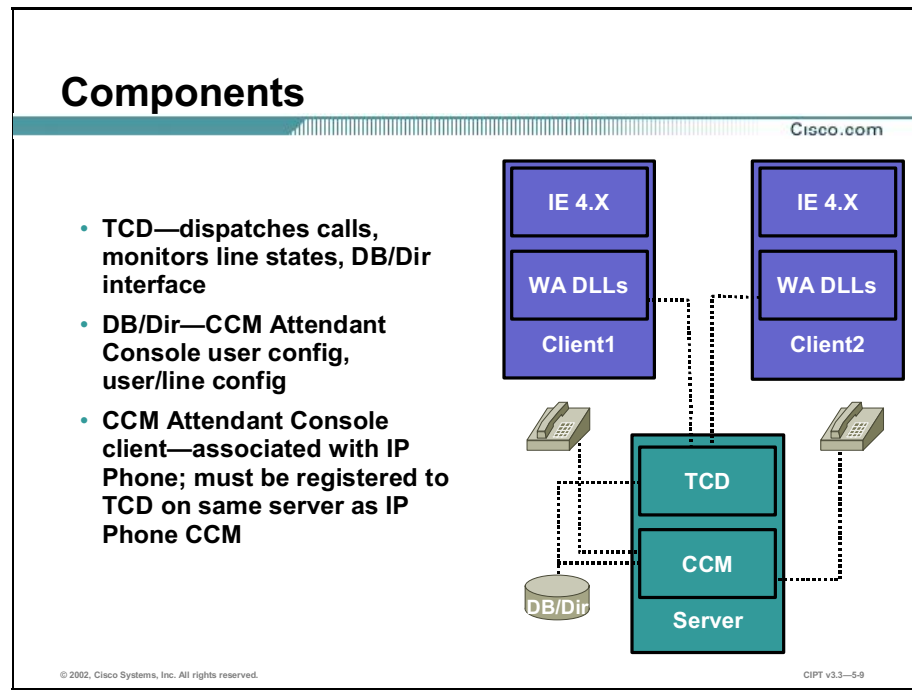 Components
Cisco.com
• TCD—dispatches calls,
monitors line states, DB/Dir
interface
• DB/Dir—CCM Attendant
Console user config,
user/line config
• CCM Attendant Console
client—associated with IP
Phone; must be registered to
TCD on same server as IP
Phone CCM
IE 4.X
WA DLLs
Client1
IE 4.X
WA DLLs
Client2
TCD
CCM
Server
DB/Dir
© 2002, Cisco Systems, Inc. All rights reserved.
CIPT v3.3—5-9